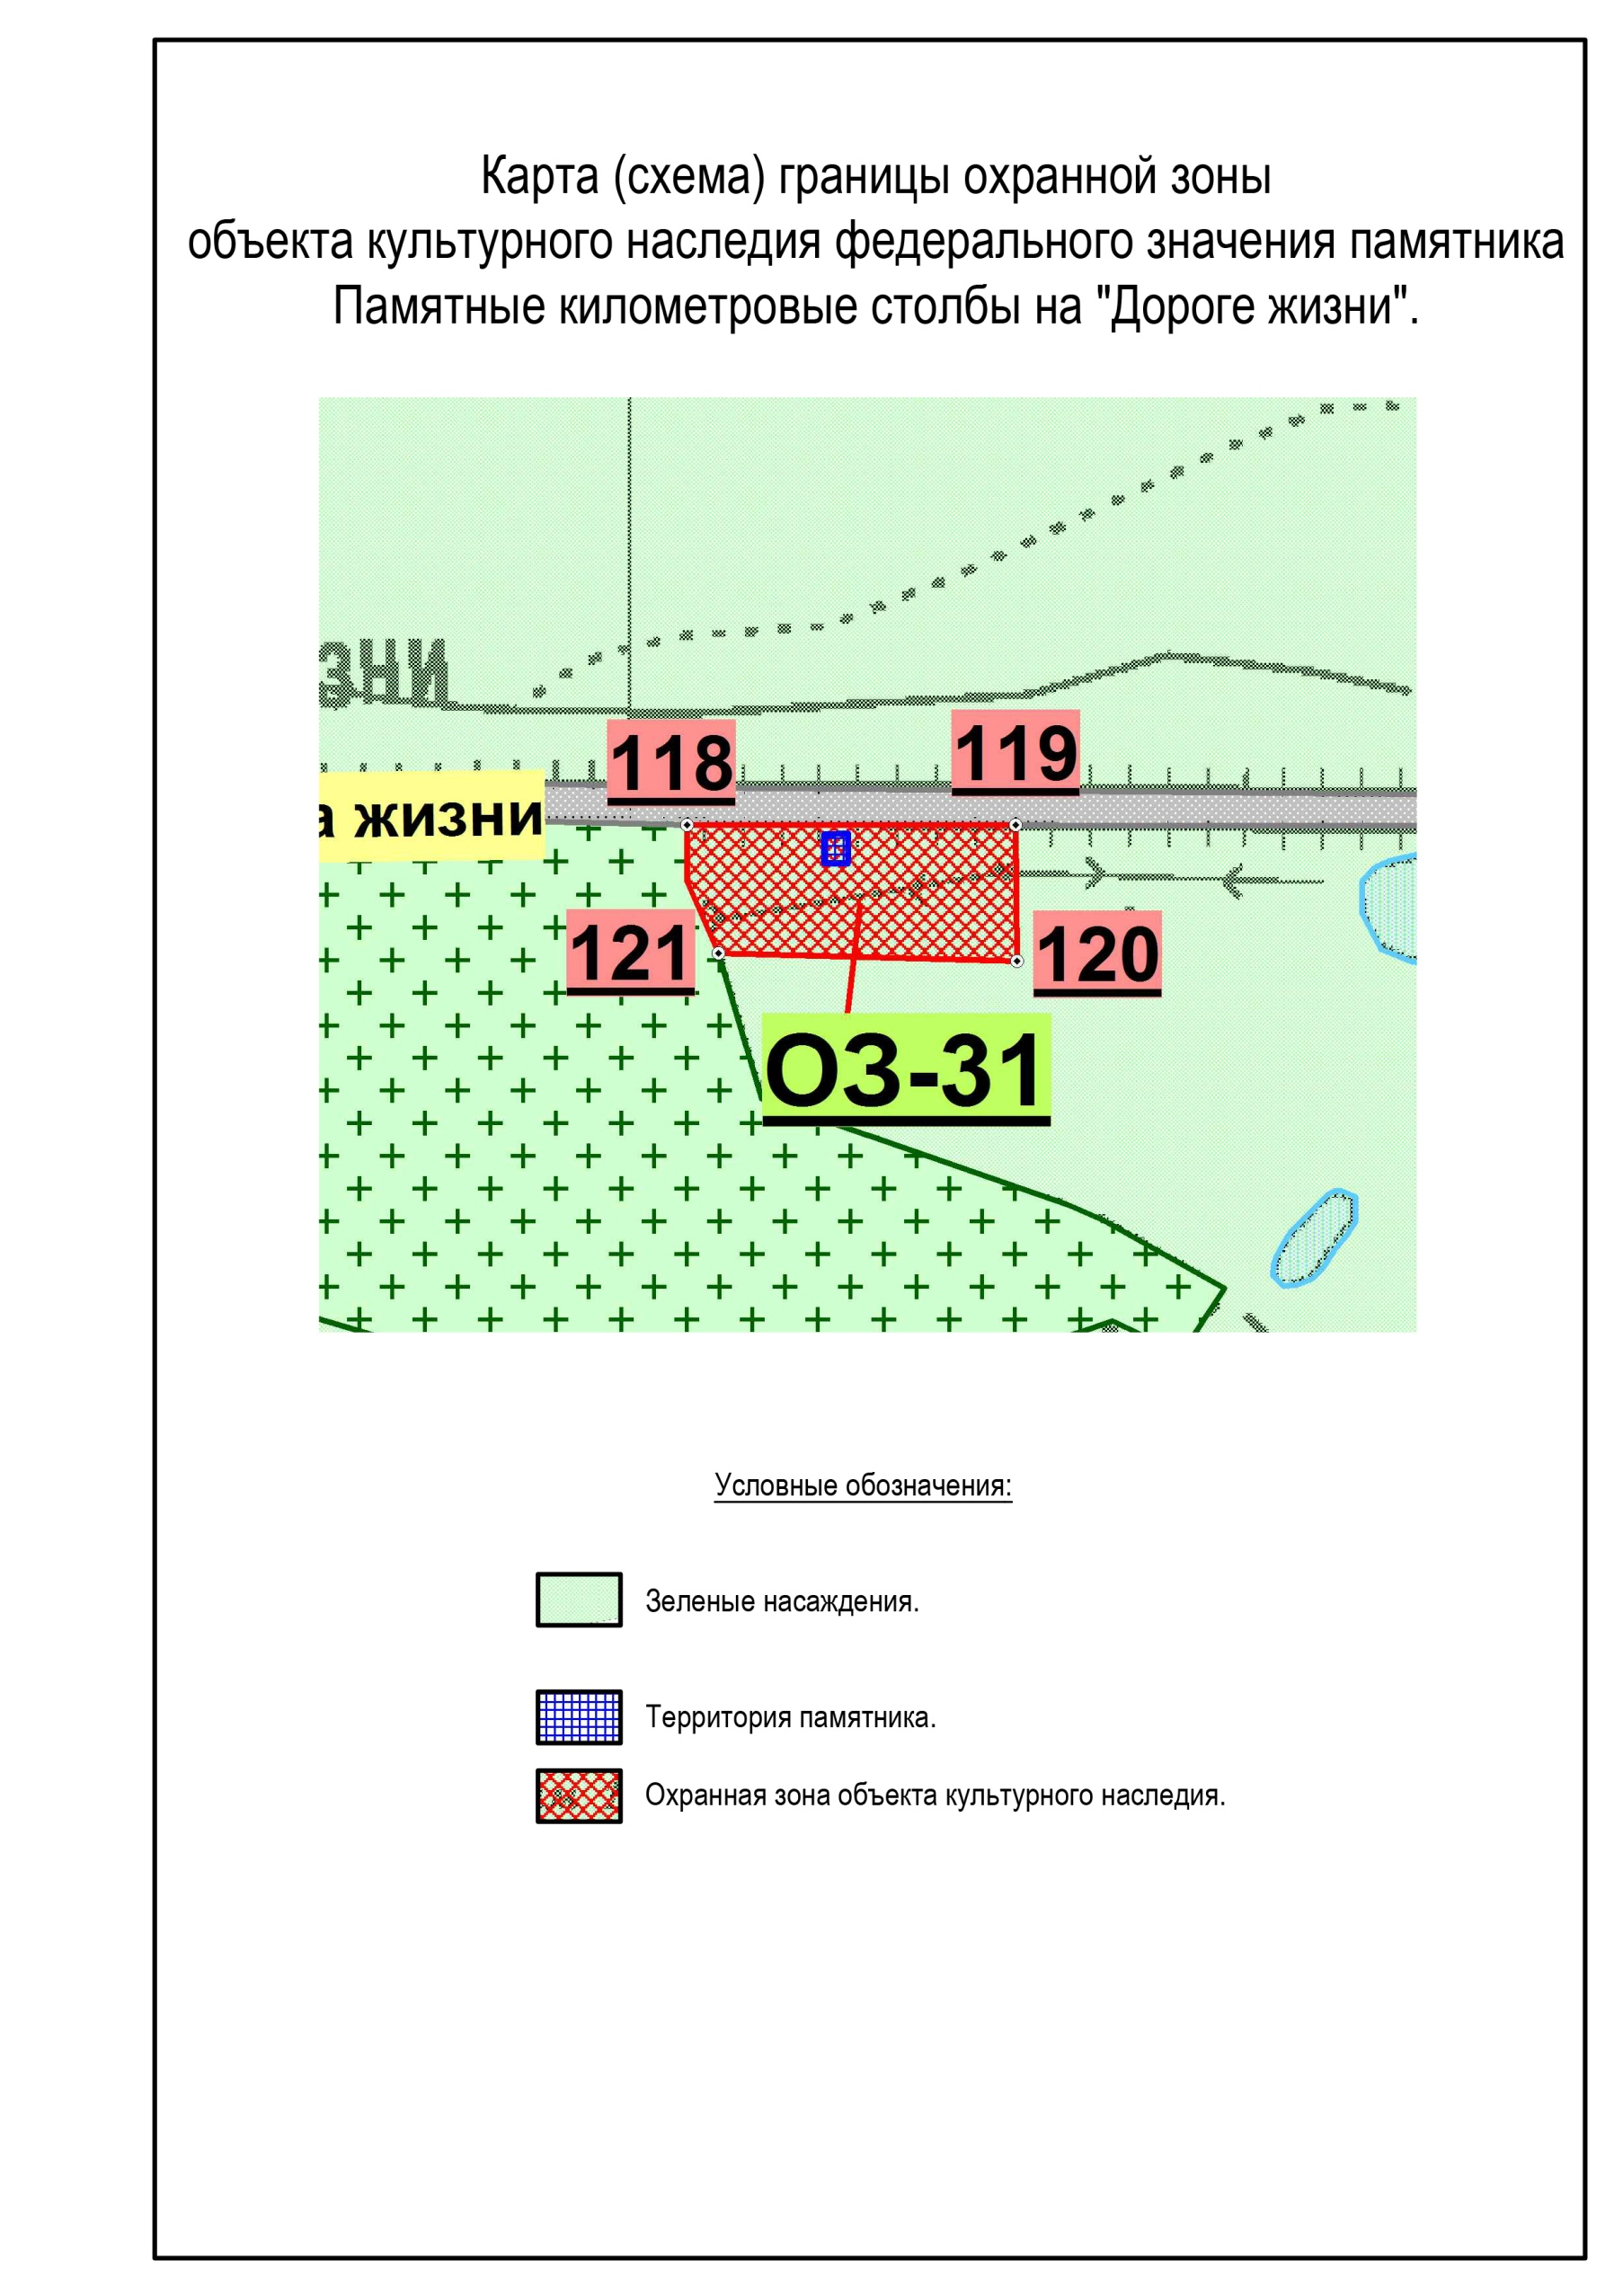 Карта (схема) границы охранной зоны
объекта культурного наследия федерального значения памятника
Памятные километровые столбы на "Дороге жизни".
ЗНИ
118
119
а жизни
121
120
ОЗ-31
Условные обозначения:
Зеленые насаждения.
Территория памятника.
Охранная зона объекта культурного наследия.